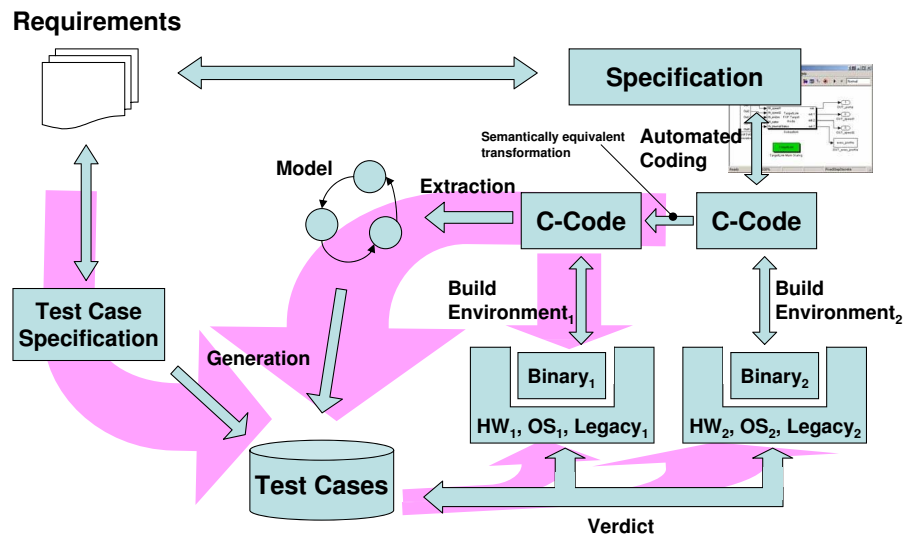 Requirements
Specification
Normal
Semantically equivalent
transformation
Automated
Coding
Model
Extraction
C-Code
C-Code
Build
Environment1
Build
Environment2
Test Case
Specification
Generation
Binary1
Binary2
HW1, OS1, Legacy1
HW2, OS2, Legacy2
Test Cases
Verdict